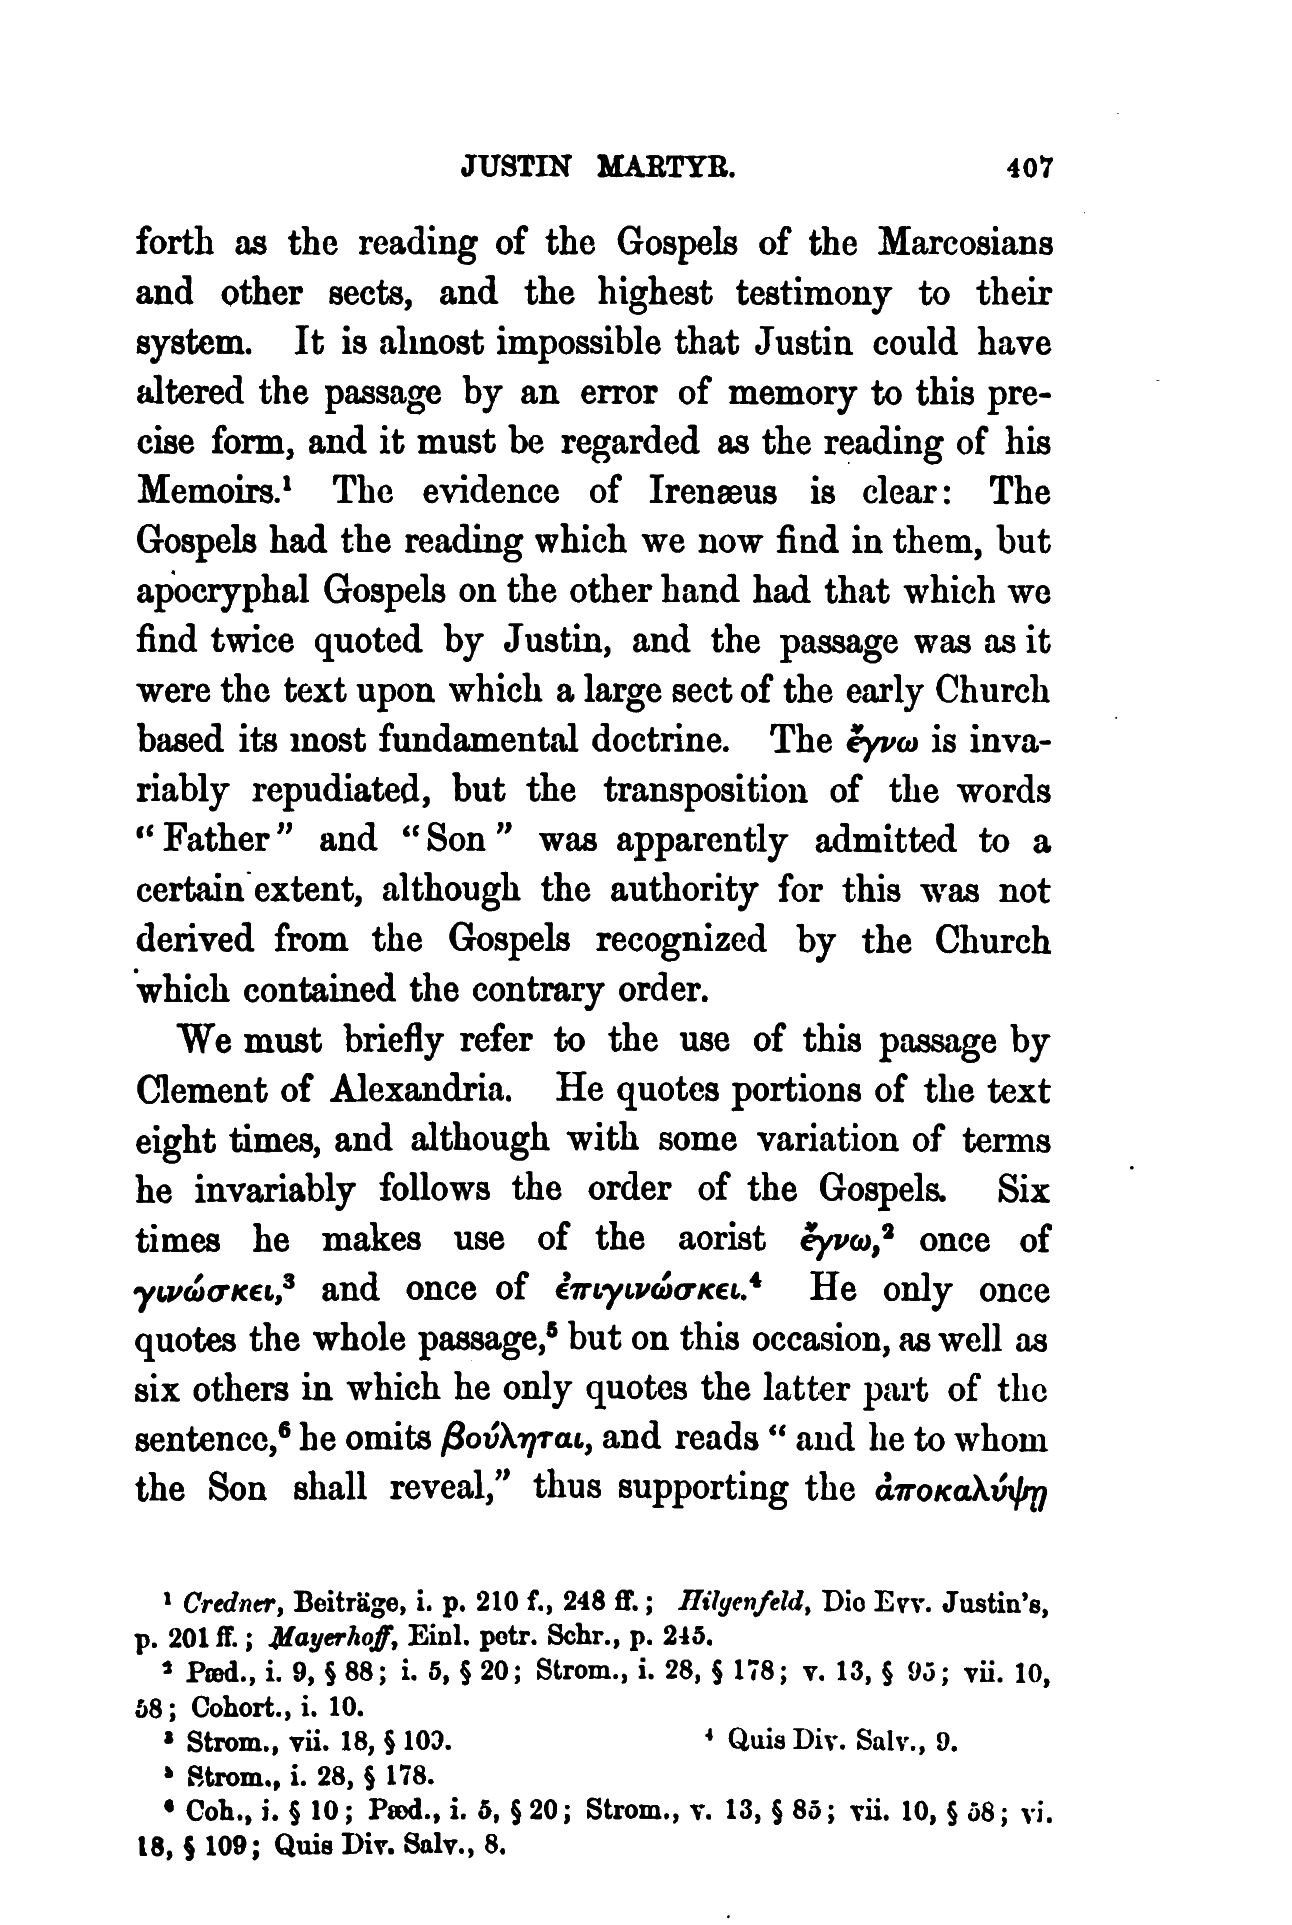 JUSTIN MARTYR. 407
forth as the reading of the Gospels of the Marcosians
and other sects, and the highest testimony to their
system. It is almost impossible that Justin could have
altered the passage by an error of memory to this pre-
cise form, and it must be regarded as the reading of his
Memoirs.¹ The evidence of Irenæus is clear: The
Gospels had the reading which we now find in them, but
apocryphal Gospels on the other hand had that which we
find twice quoted by Justin, and the passage was as it
were the text upon which a large sect of the early Church
based its most fundamental doctrine. The ἔγνω is inva-
riably repudiated, but the transposition of the words
“Father” and “Son” was apparently admitted to a
certain extent, although the authority for this was not
derived from the Gospels recognized by the Church
which contained the contrary order.
We must briefly refer to the use of this passage by
Clement of Alexandria. He quotes portions of the text
eight times, and although with some variation of terms
he invariably follows the order of the Gospels. Six
times he makes use of the aorist ἔγνω,² once of
γινώσκει,³ and once of ἐπιγινώσκει.⁴ He only once
quotes the whole passage,⁵ but on this occasion, as well as
six others in which he only quotes the latter part of the
sentence,⁶ he omits βούληται, and reads “and he to whom
the Son shall reveal,” thus supporting the ἀποκαλύψῃ
¹ Credner, Beiträge, i. p. 210 f., 248 ff.; Hilgenfeld, Die Evv. Justin's,
p. 201 ff.; Mayerhoff, Einl. petr. Schr., p. 245.
² Pæd., i. 9, § 88; i. 5, § 20; Strom., i. 28, § 178; v. 13, § 95; vii. 10,
58; Cohort., i. 10.
³ Strom., vii. 18, § 109. ⁴ Quis Div. Salv., 9.
⁵ Strom., i. 28, § 178.
⁶ Coh., i. § 10; Pæd., i. 5, § 20; Strom., v. 13, § 85; vii. 10, § 58; vi.
18, § 109; Quis Div. Salv., 8.